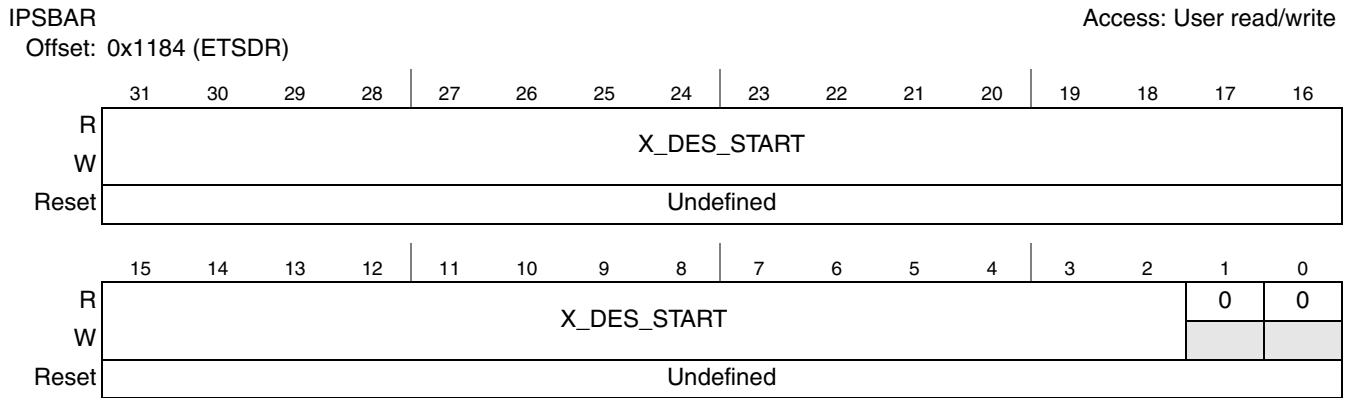 IPSBAR Access: User read/write
Offset: 0x1184 (ETSDR)
31 30 29 28 27 26 25 24 23 22 21 20 19 18 17 16
R
X_DES_START
W
Reset Undefined
15 14 13 12 11 10 9 8 7 6 5 4 3 2 1 0
R 0 0
X_DES_START
W
Reset Undefined